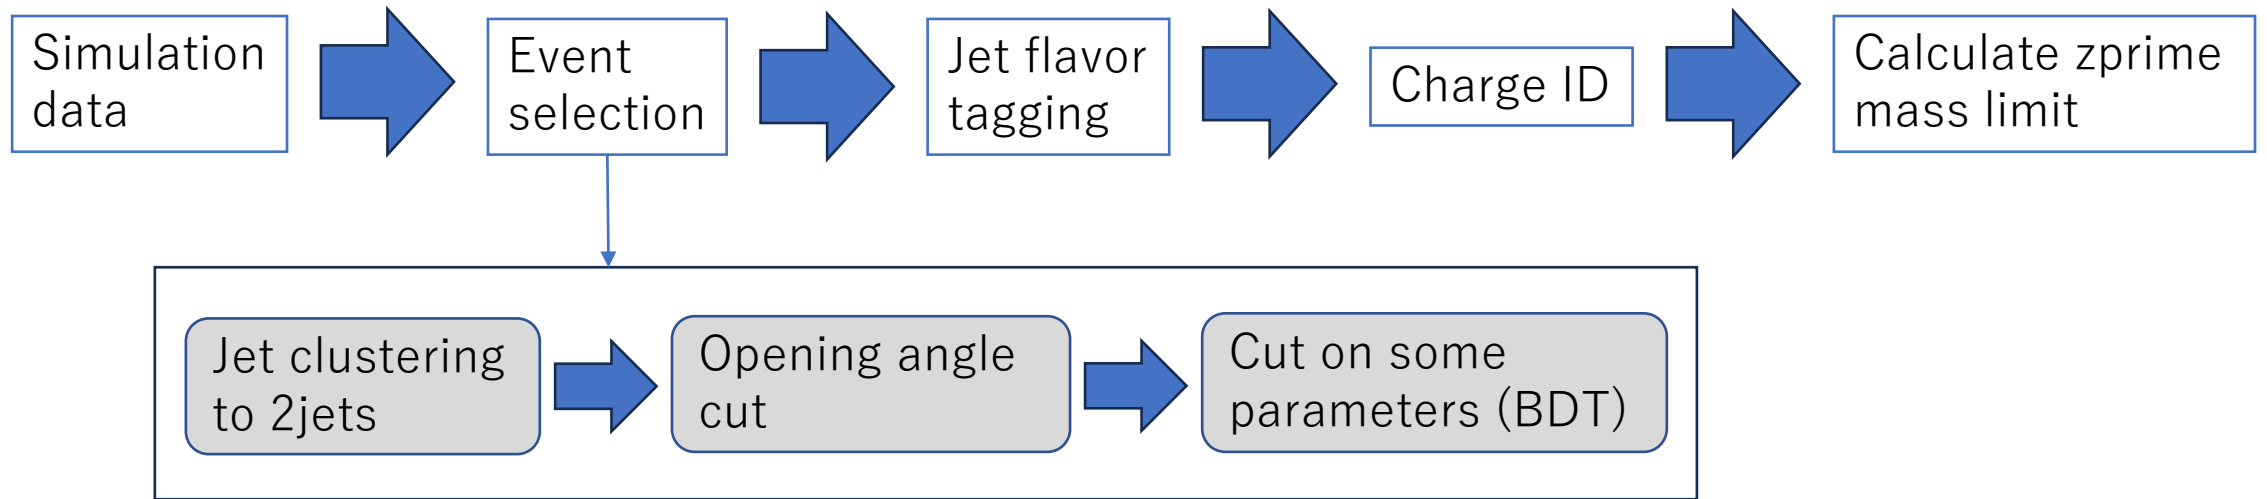 Simulation
data
Event
selection
Jet flavor
tagging
Charge ID
Calculate zprime
mass limit
Jet clustering
to 2jets
Opening angle
cut
Cut on some
parameters (BDT)